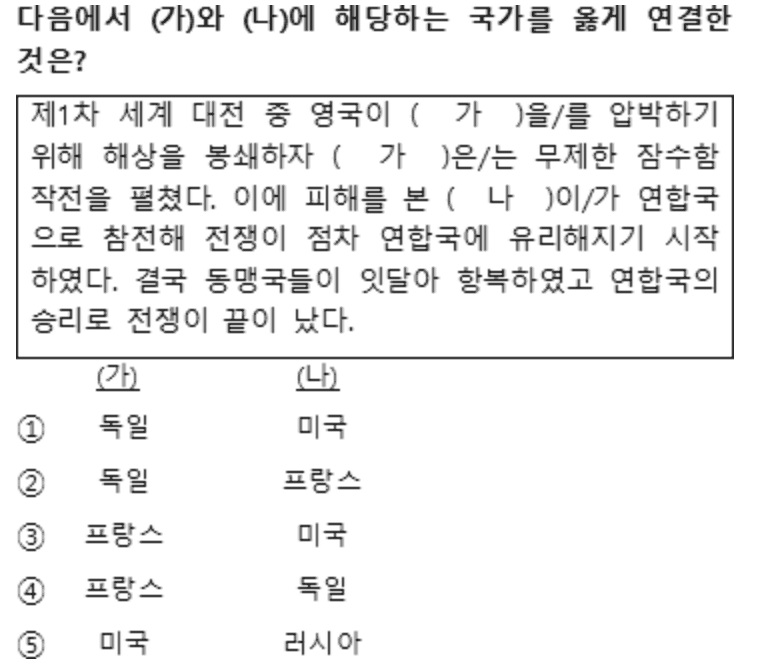 다음에서 (가)와 (나)에 해당하는 국가를 옳게 연결한
것은?
제1차 세계 대전 중 영국이 ( 가 )을/를 압박하기
위해 해상을 봉쇄하자 ( 가 )은/는 무제한 잠수함
작전을 펼쳤다. 이에 피해를 본 ( 나 )이/가 연합국
으로 참전해 전쟁이 점차 연합국에 유리해지기 시작
하였다. 결국 동맹국들이 잇달아 항복하였고 연합국의
승리로 전쟁이 끝이 났다.
(가) (나)
① 독일 미국
② 독일 프랑스
③ 프랑스 미국
④ 프랑스 독일
⑤ 미국 러시아